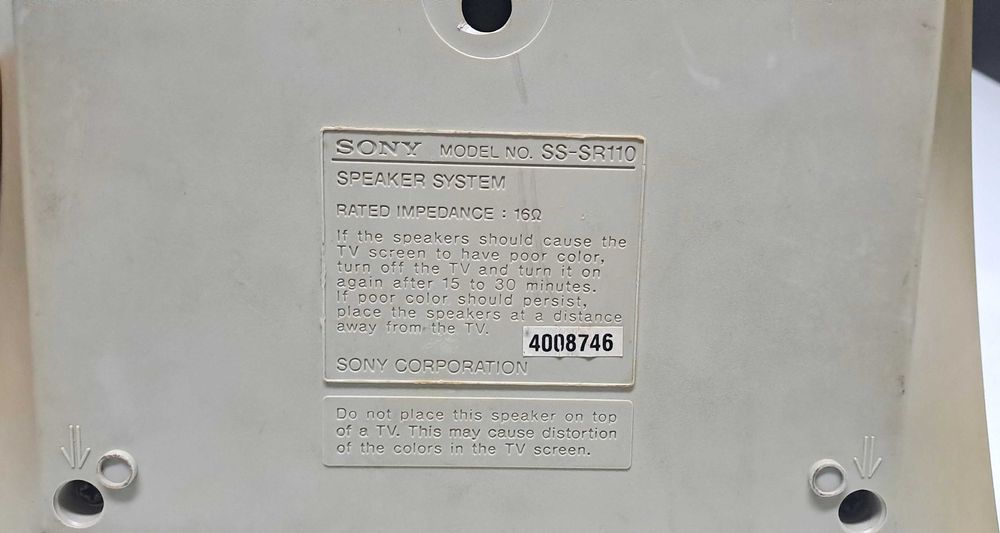 SONY MODEL NO. SS-SR110
SPEAKER SYSTEM
RATED IMPEDANCE : 16Ω
If the speakers should cause the
TV screen to have poor color,
turn off the TV and turn it on
again after 15 to 30 minutes.
If poor color should persist,
place the speakers at a distance
away from the TV.
4008746
SONY CORPORATION
Do not place this speaker on top
of a TV. This may cause distortion
of the colors in the TV screen.